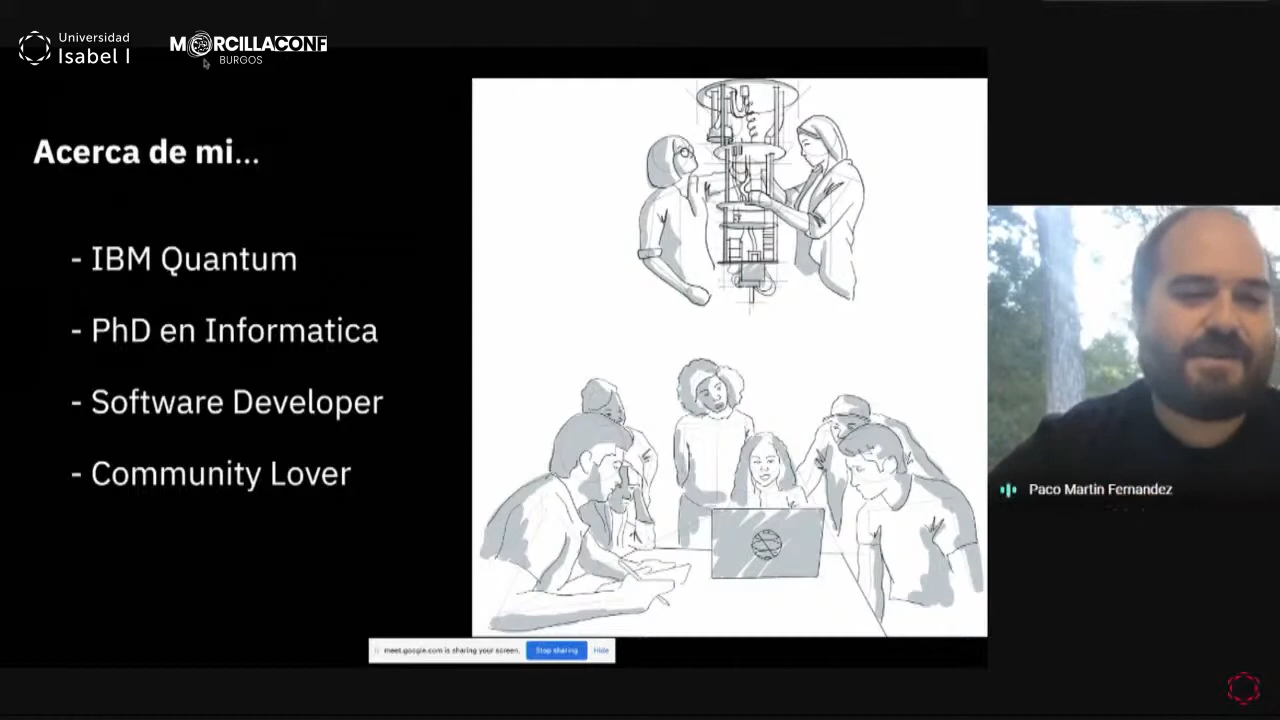 Universidad
Isabel I
MORCILLACONF
BURGOS
Acerca de mi...
- IBM Quantum
- PhD en Informatica
- Software Developer
- Community Lover
Paco Martin Fernandez
meet.google.com is sharing your screen.
Stop sharing
Hide